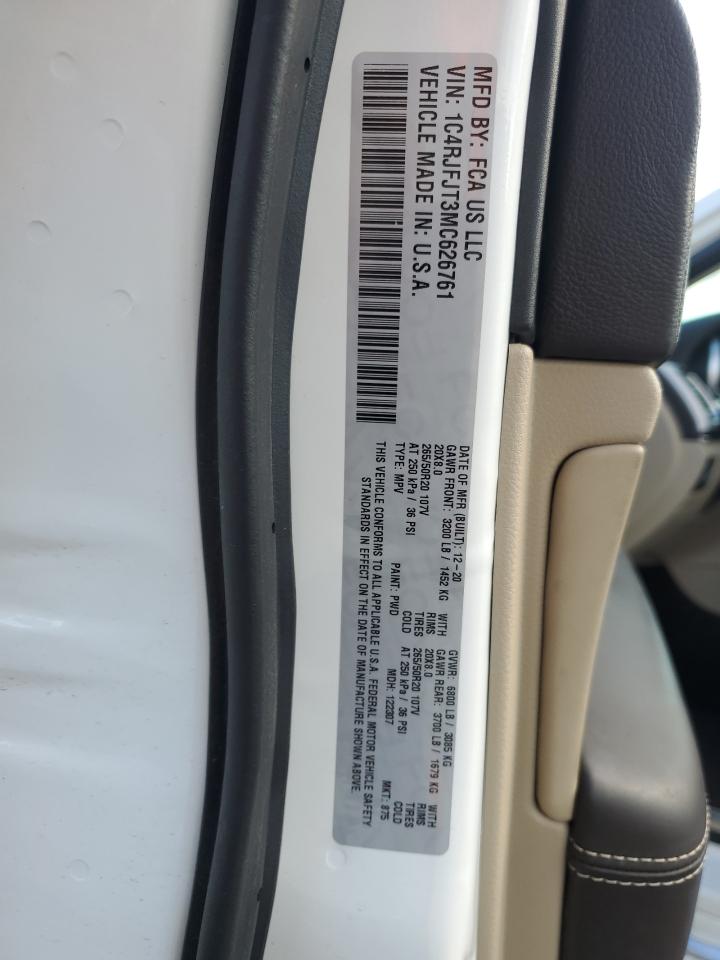 MFD BY: FCA US LLC
VIN: 1C4RJFJT3MC626761
VEHICLE MADE IN: U.S.A.
DATE OF MFR (BUILT): 12-20 GVWR: 6800 LB / 3085 KG
GAWR FRONT: 3200 LB / 1452 KG WITH GAWR REAR: 3700 LB / 1679 KG WITH
20X8.0 RIMS 20X8.0 RIMS
265/50R20 107V TIRES 265/50R20 107V TIRES
AT 250 kPa / 36 PSI COLD AT 250 kPa / 36 PSI COLD
TYPE: MPV PAINT: PWD MDH: 122307 MKT: 875
THIS VEHICLE CONFORMS TO ALL APPLICABLE U.S.A. FEDERAL MOTOR VEHICLE SAFETY
STANDARDS IN EFFECT ON THE DATE OF MANUFACTURE SHOWN ABOVE.